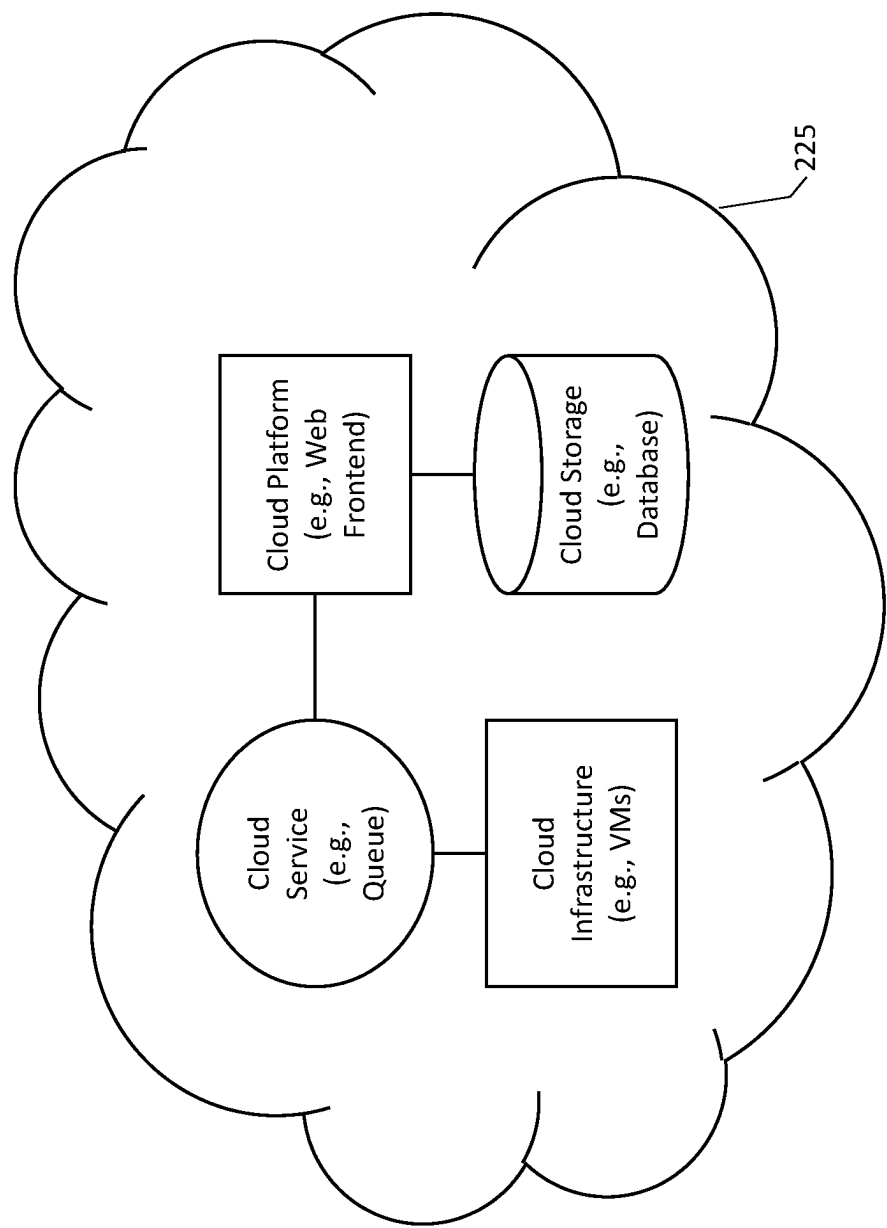 Cloud
Service
(e.g.,
Queue)
Cloud Platform
(e.g., Web
Frontend)
Cloud
Infrastructure
(e.g., VMs)
Cloud Storage
(e.g.,
Database)
225